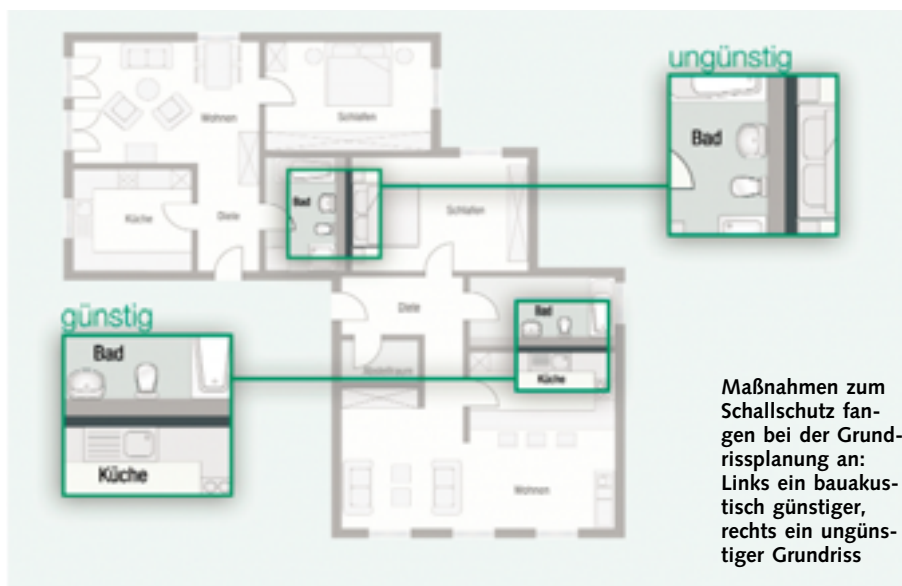 ungünstig
Bad
Wohnen
Schlafen
Bad
Küche
Diele
Schlafen
günstig
Bad
Küche
Diele
Bad
Küche
Wohnen
Maßnahmen zum
Schallschutz fan-
gen bei der Grund-
rissplanung an:
Links ein bauakus-
tisch günstiger,
rechts ein ungüns-
tiger Grundriss